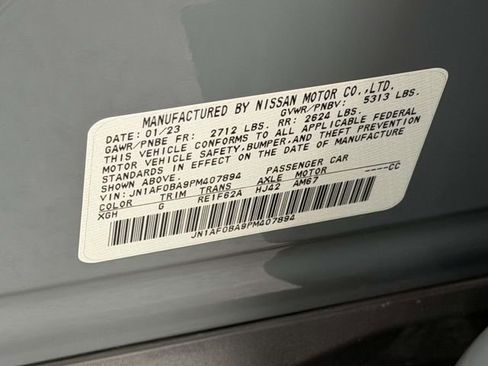 MANUFACTURED BY NISSAN MOTOR CO.,LTD.
DATE: 01/23 GVWR/PNBV: 5313 LBS.
GAWR/PNBE FR: 2712 LBS. RR: 2624 LBS.
THIS VEHICLE CONFORMS TO ALL APPLICABLE FEDERAL
MOTOR VEHICLE SAFETY,BUMPER,AND THEFT PREVENTION
STANDARDS IN EFFECT ON THE DATE OF MANUFACTURE
SHOWN ABOVE.
VIN:JN1AF0BA9PM407894 PASSENGER CAR
COLOR TRIM TRANS AXLE MOTOR ----CC
XGH G RE1F62A HJ42 AM67
JN1AF0BA9PM407894